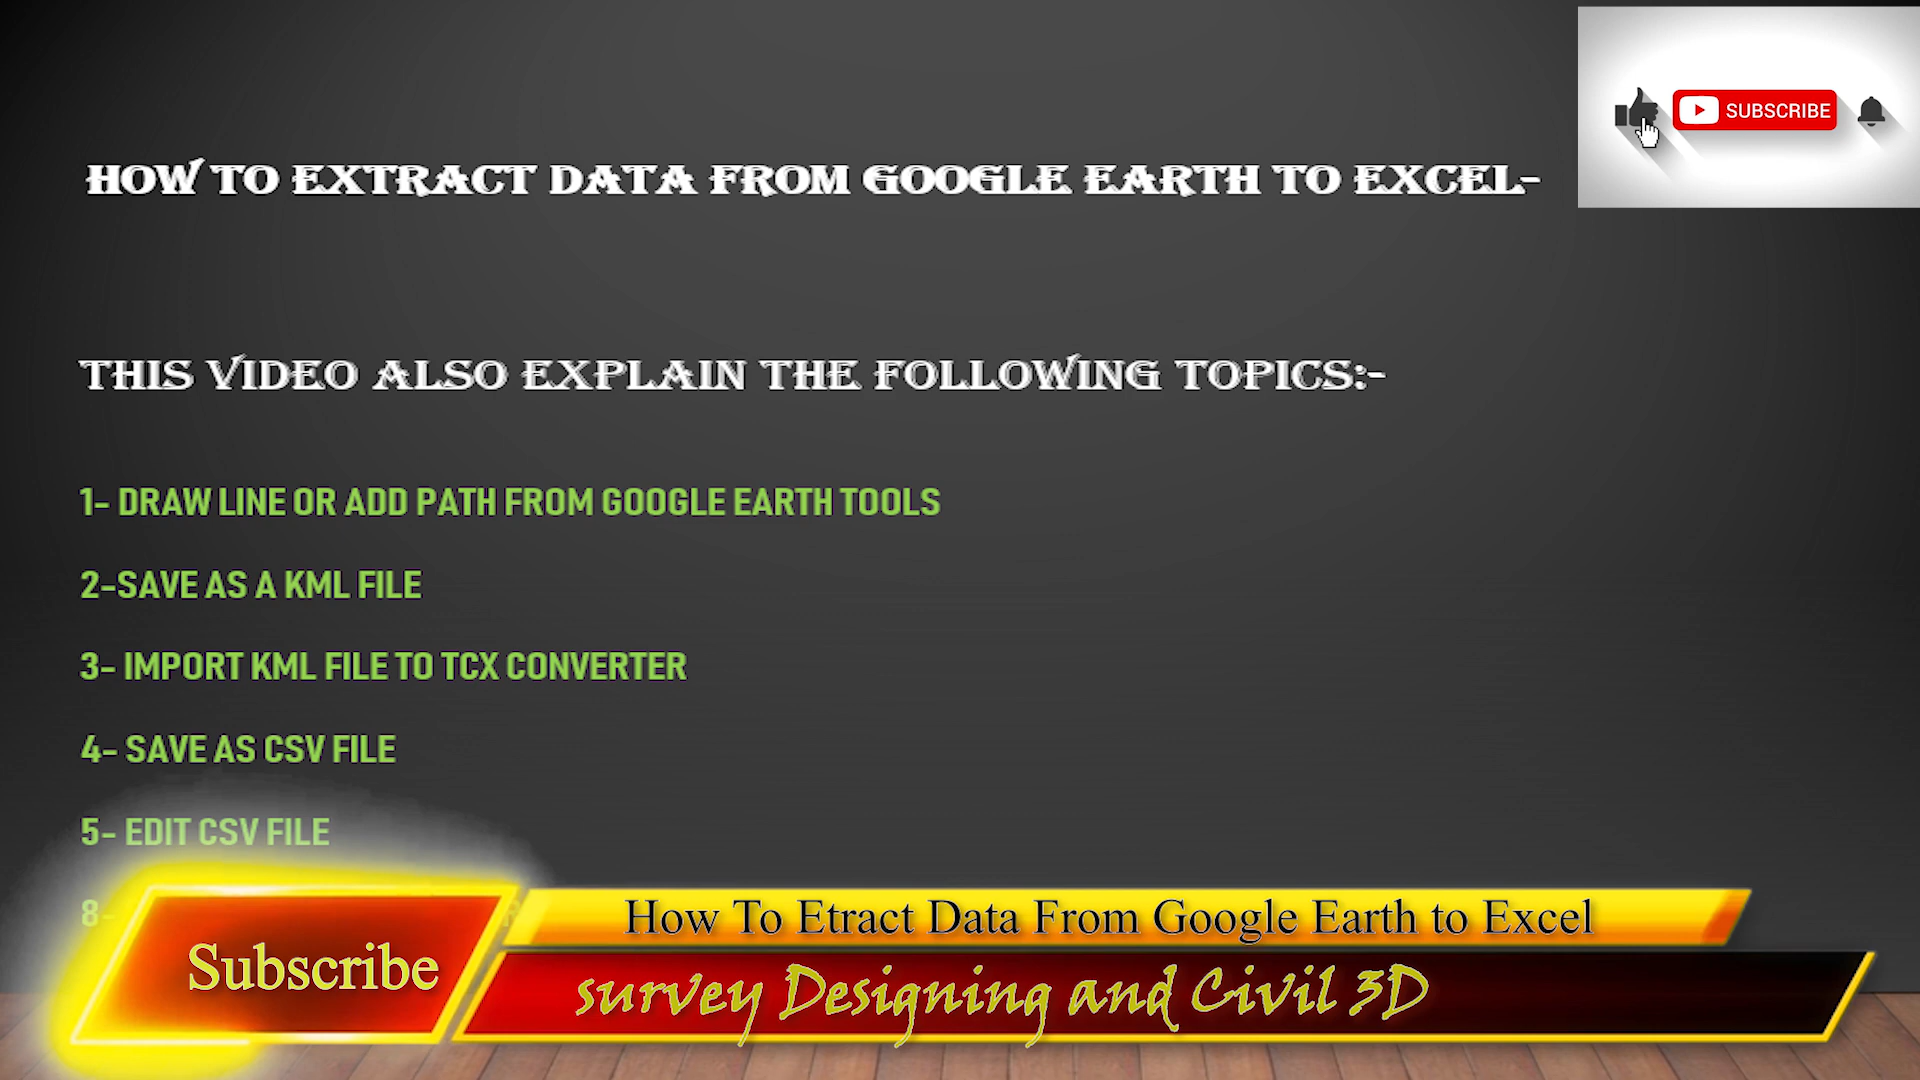 SUBSCRIBE
HOW TO EXTRACT DATA FROM GOOGLE EARTH TO EXCEL-
THIS VIDEO ALSO EXPLAIN THE FOLLOWING TOPICS:-
1- DRAW LINE OR ADD PATH FROM GOOGLE EARTH TOOLS
2-SAVE AS A KML FILE
3- IMPORT KML FILE TO TCX CONVERTER
4- SAVE AS CSV FILE
5- EDIT CSV FILE
8-
How To Etract Data From Google Earth to Excel
Subscribe
survey Designing and Civil 3D